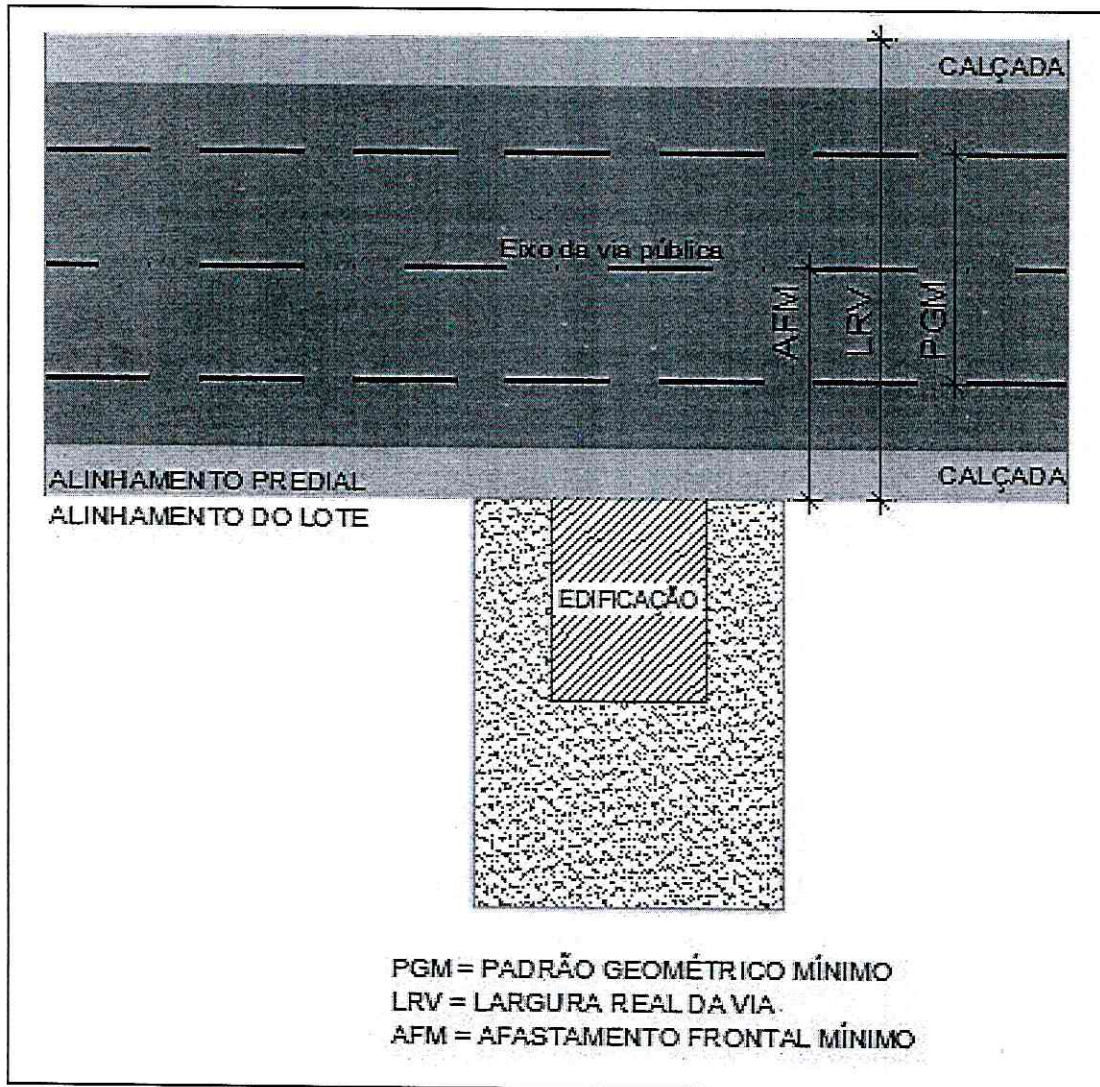 CALÇADA
Eixo da via pública
AFM
LRV
PGM
ALINHAMENTO PREDIAL
CALÇADA
ALINHAMENTO DO LOTE
EDIFICAÇÃO
PGM = PADRÃO GEOMÉTRICO MÍNIMO
LRV = LARGURA REAL DA VIA
AFM = AFASTAMENTO FRONTAL MÍNIMO